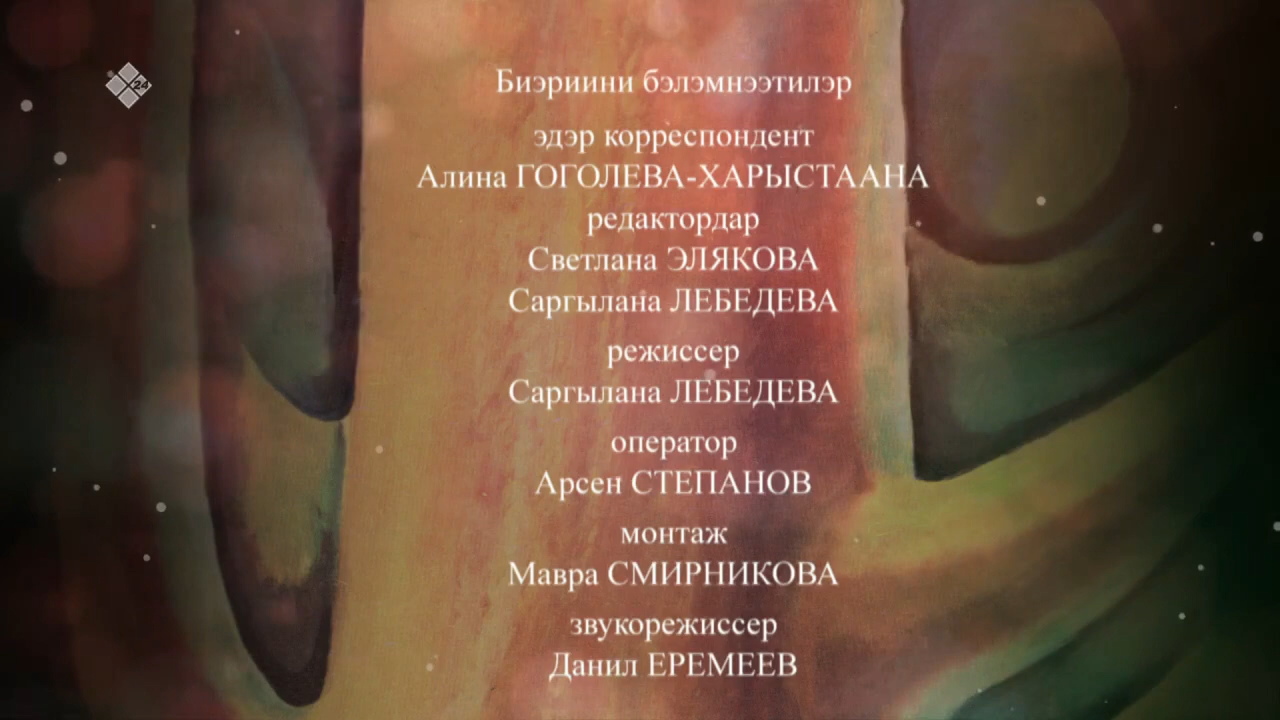 24
Биэриини бэлэмнээтилэр
эдэр корреспондент
Алина ГОГОЛЕВА-ХАРЫСТААНА
редактордар
Светлана ЭЛЯКОВА
Саргылана ЛЕБЕДЕВА
режиссер
Саргылана ЛЕБЕДЕВА
оператор
Арсен СТЕПАНОВ
монтаж
Мавра СМИРНИКОВА
звукорежиссер
Данил ЕРЕМЕЕВ